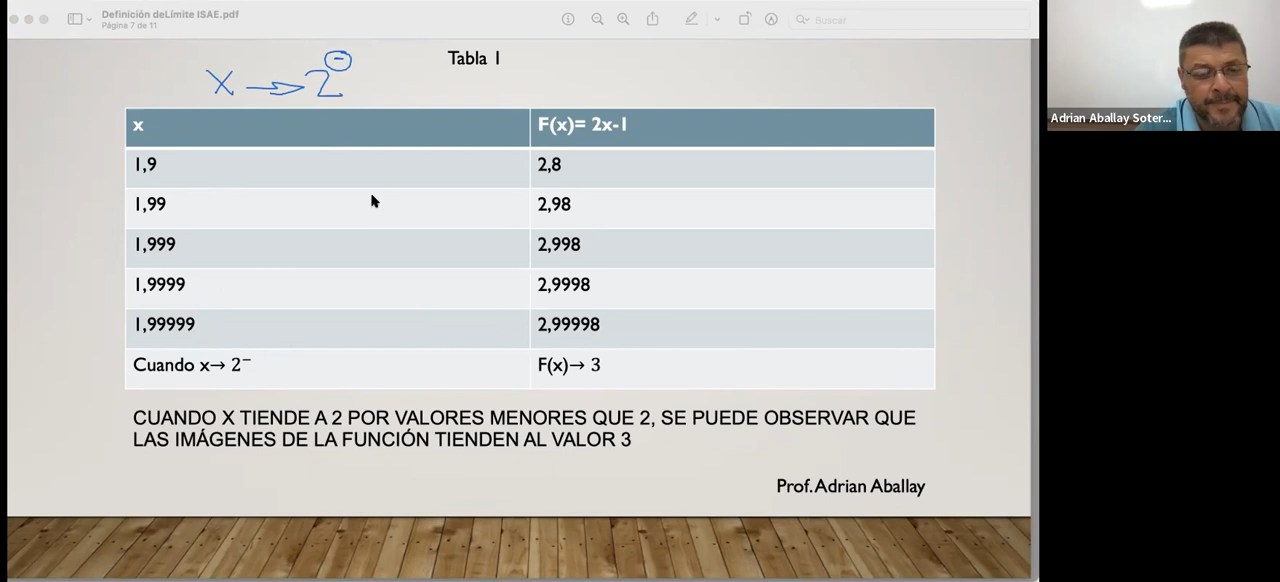 Definición deLímite ISAE.pdf
Página 7 de 11
Buscar
Tabla 1
x → 2⁻
x F(x)= 2x-1
1,9 2,8
1,99 2,98
1,999 2,998
1,9999 2,9998
1,99999 2,99998
Cuando x→ 2⁻ F(x)→ 3
CUANDO X TIENDE A 2 POR VALORES MENORES QUE 2, SE PUEDE OBSERVAR QUE
LAS IMÁGENES DE LA FUNCIÓN TIENDEN AL VALOR 3
Prof. Adrian Aballay
Adrian Aballay Soter...